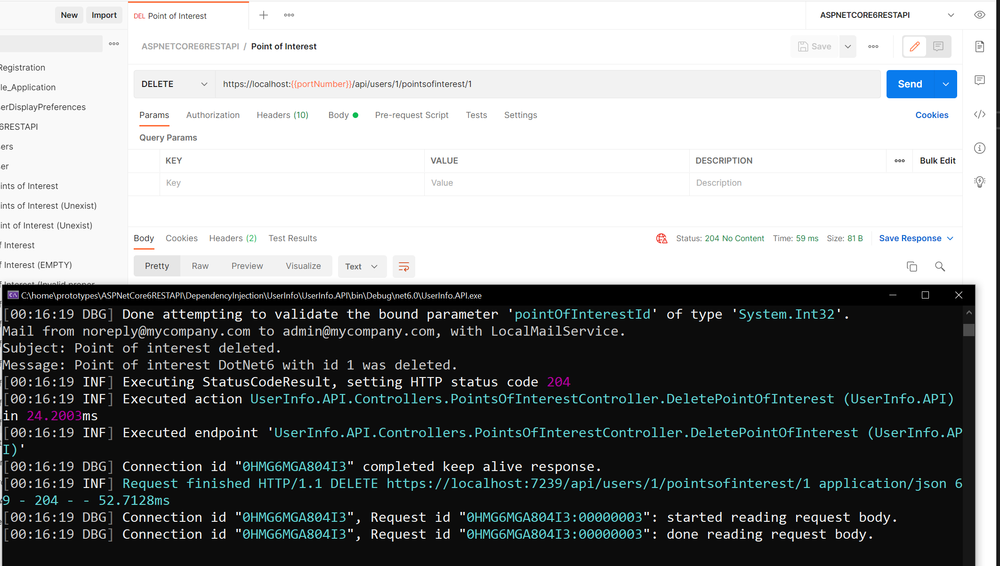 New Import DEL Point of Interest ASPNETCORE6RESTAPI
ASPNETCORE6RESTAPI / Point of Interest Save
Registration
le_Application
serDisplayPreferences
6RESTAPI
sers
ser
ints of Interest
ints of Interest (Unexist)
int of Interest (Unexist)
f Interest
f Interest (EMPTY)
f Interest (Invalid proper
DELETE https://localhost:{{portNumber}}/api/users/1/pointsofinterest/1 Send
Params Authorization Headers (10) Body Pre-request Script Tests Settings Cookies
Query Params
KEY VALUE DESCRIPTION Bulk Edit
Key Value Description
Body Cookies Headers (2) Test Results Status: 204 No Content Time: 59 ms Size: 81 B Save Response
Pretty Raw Preview Visualize Text
C:\home\prototypes\ASPNetCore6RESTAPI\DependencyInjection\UserInfo\UserInfo.API\bin\Debug\net6.0\UserInfo.API.exe
[00:16:19 DBG] Done attempting to validate the bound parameter 'pointOfInterestId' of type 'System.Int32'.
Mail from noreply@mycompany.com to admin@mycompany.com, with LocalMailService.
Subject: Point of interest deleted.
Message: Point of interest DotNet6 with id 1 was deleted.
[00:16:19 INF] Executing StatusCodeResult, setting HTTP status code 204
[00:16:19 INF] Executed action UserInfo.API.Controllers.PointsOfInterestController.DeletePointOfInterest (UserInfo.API)
in 24.2003ms
[00:16:19 INF] Executed endpoint 'UserInfo.API.Controllers.PointsOfInterestController.DeletePointOfInterest (UserInfo.AP
I)'
[00:16:19 DBG] Connection id "0HMG6MGA804I3" completed keep alive response.
[00:16:19 INF] Request finished HTTP/1.1 DELETE https://localhost:7239/api/users/1/pointsofinterest/1 application/json 6
9 - 204 - - 52.7128ms
[00:16:19 DBG] Connection id "0HMG6MGA804I3", Request id "0HMG6MGA804I3:00000003": started reading request body.
[00:16:19 DBG] Connection id "0HMG6MGA804I3", Request id "0HMG6MGA804I3:00000003": done reading request body.